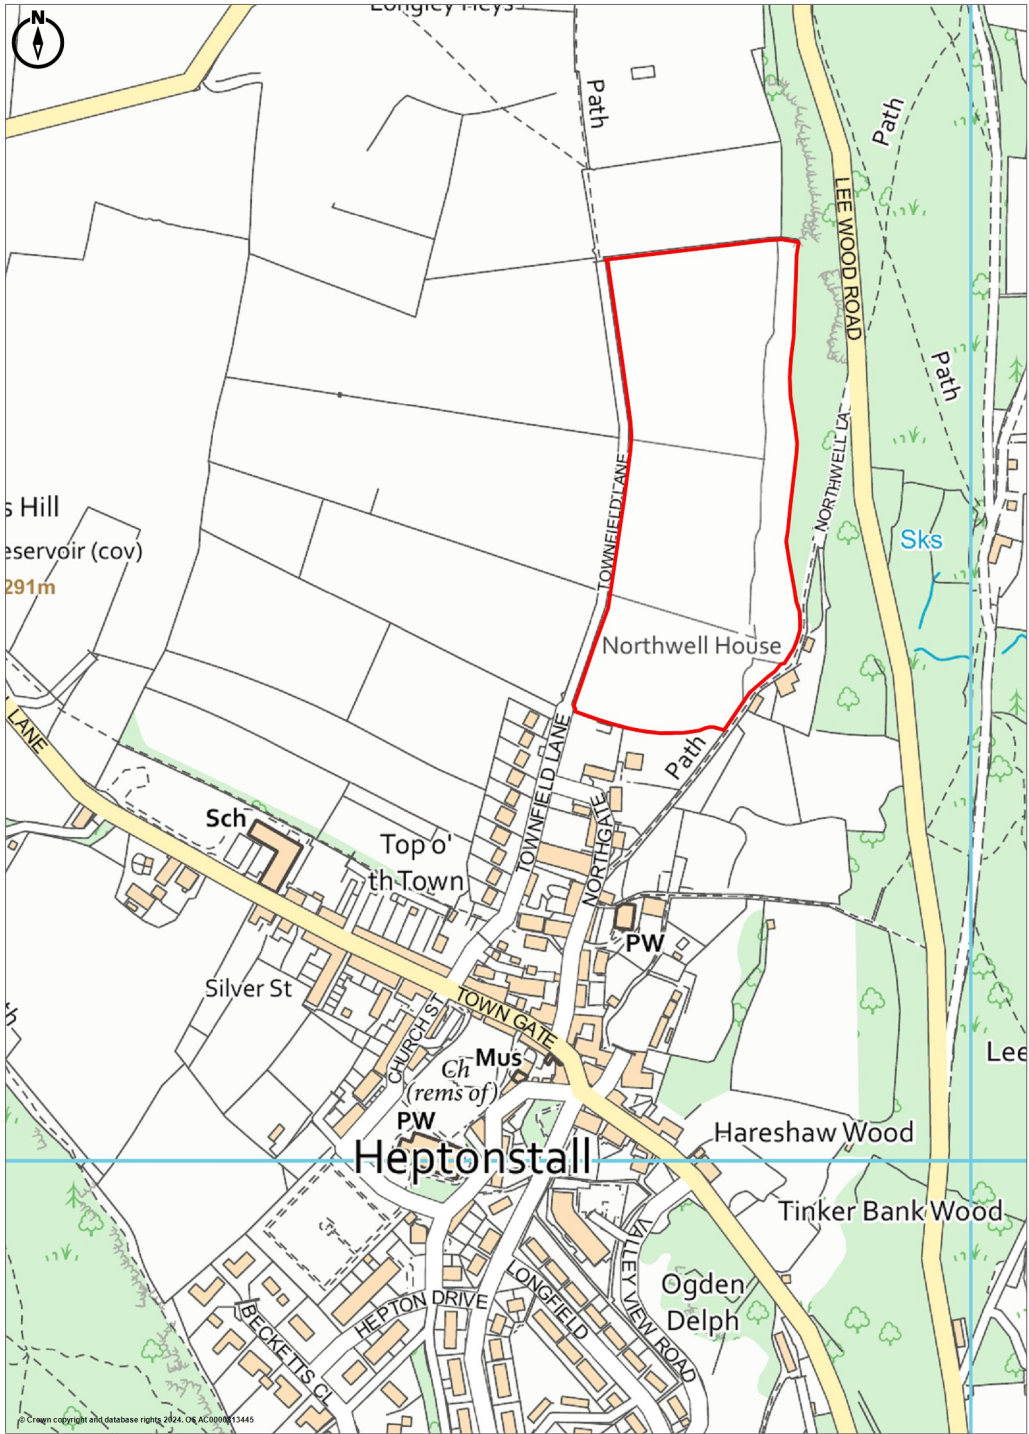 N
Longley Heys
Path
Path
LEE WOOD ROAD
Path
NORTHWELL LA
TOWNFIELD LANE
s Hill
eservoir (cov)
291m
Sks
Northwell House
LANE
TOWNFIELD LANE
Path
NORTHGATE
Sch
Top o'
th Town
PW
Silver St
TOWN GATE
CHURCH ST
Mus
Ch
(rems of)
Lee
PW
Hareshaw Wood
Heptonstall
Tinker Bank Wood
VALLEY VIEW ROAD
Ogden
Delph
LONGFIELD
HEPTON DRIVE
BECKETTS CL
© Crown copyright and database rights 2024. OS AC0000813445